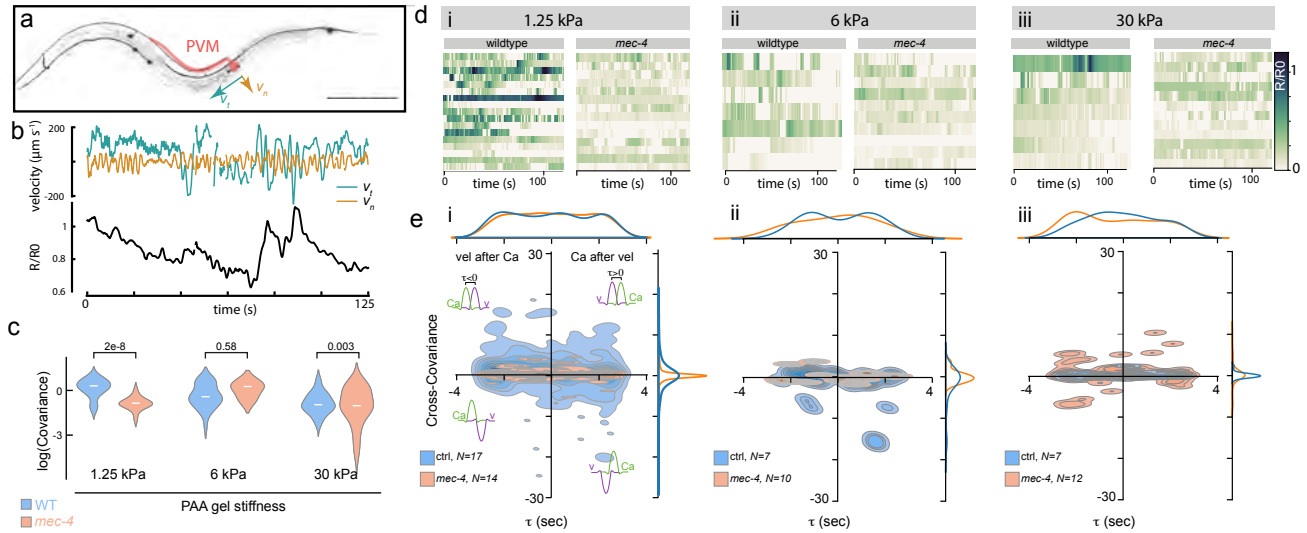 a
PVM
vt
vn
b
velocity (μm s⁻¹)
200
-200
vt
vn
R/R0
1
0.8
0.6
0
125
time (s)
c
2e-8
0.58
0.003
log(Covariance)
0
-3
1.25 kPa
6 kPa
30 kPa
PAA gel stiffness
WT
mec-4
d
i
1.25 kPa
ii
6 kPa
iii
30 kPa
wildtype
mec-4
wildtype
mec-4
wildtype
mec-4
0
100
0
100
0
100
0
100
0
100
0
100
time (s)
time (s)
time (s)
time (s)
time (s)
time (s)
R/R0
1
0
e
i
ii
iii
30
30
30
vel after Ca
Ca after vel
τ<0
τ>0
Ca
v
v
Ca
Cross-Covariance
-4
4
-4
4
-4
4
Ca
v
v
Ca
ctrl, N=17
mec-4, N=14
ctrl, N=7
mec-4, N=10
ctrl, N=7
mec-4, N=12
-30
-30
-30
τ (sec)
τ (sec)
τ (sec)